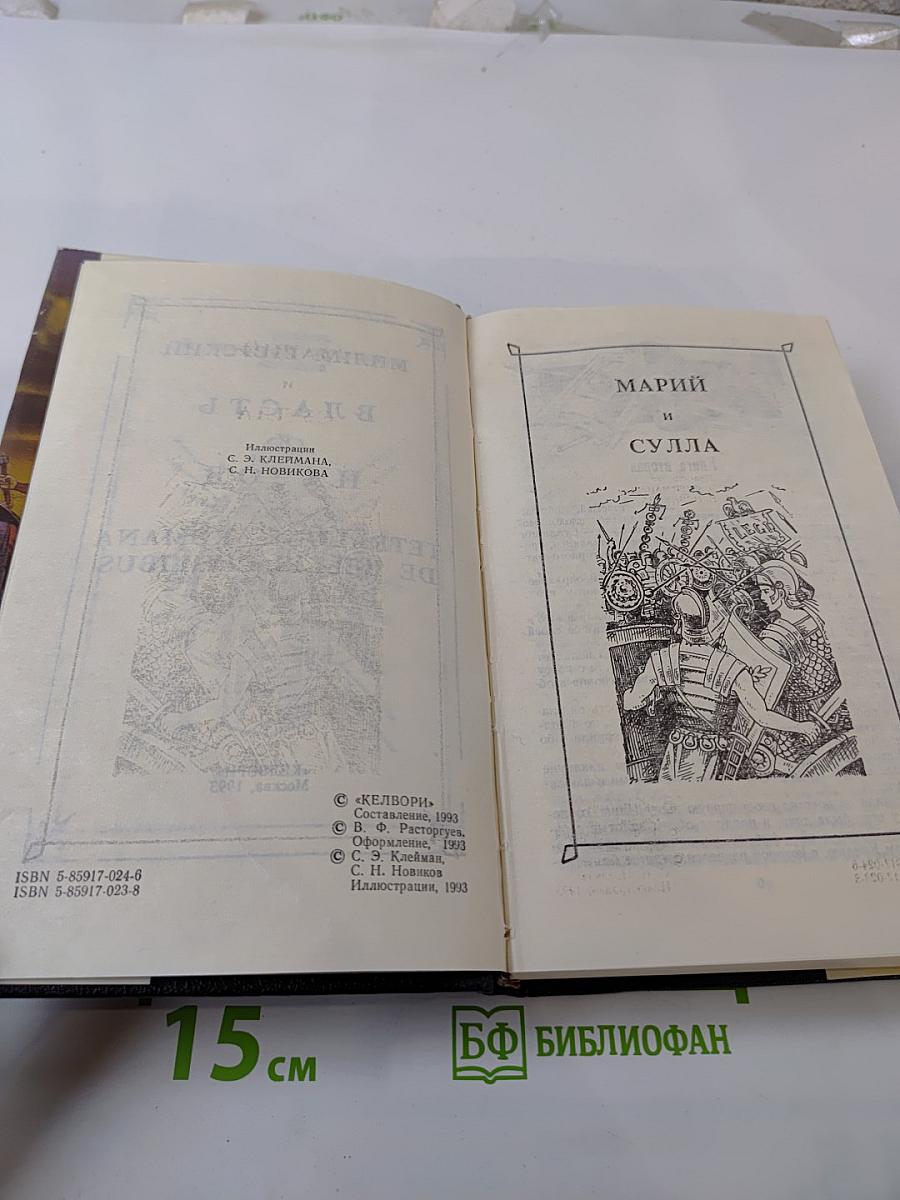 Иллюстрации
С. Э. КЛЕЙМАНА,
С. Н. НОВИКОВА
© «КЕЛВОРИ»
Составление, 1993
© В. Ф. Расторгуев,
Оформление, 1993
© С. Э. Клейман,
С. Н. Новиков
Иллюстрации, 1993
ISBN 5-85917-024-6
ISBN 5-85917-023-8
МАРИЙ
и
СУЛЛА
15 см
БФ БИБЛИОФАН